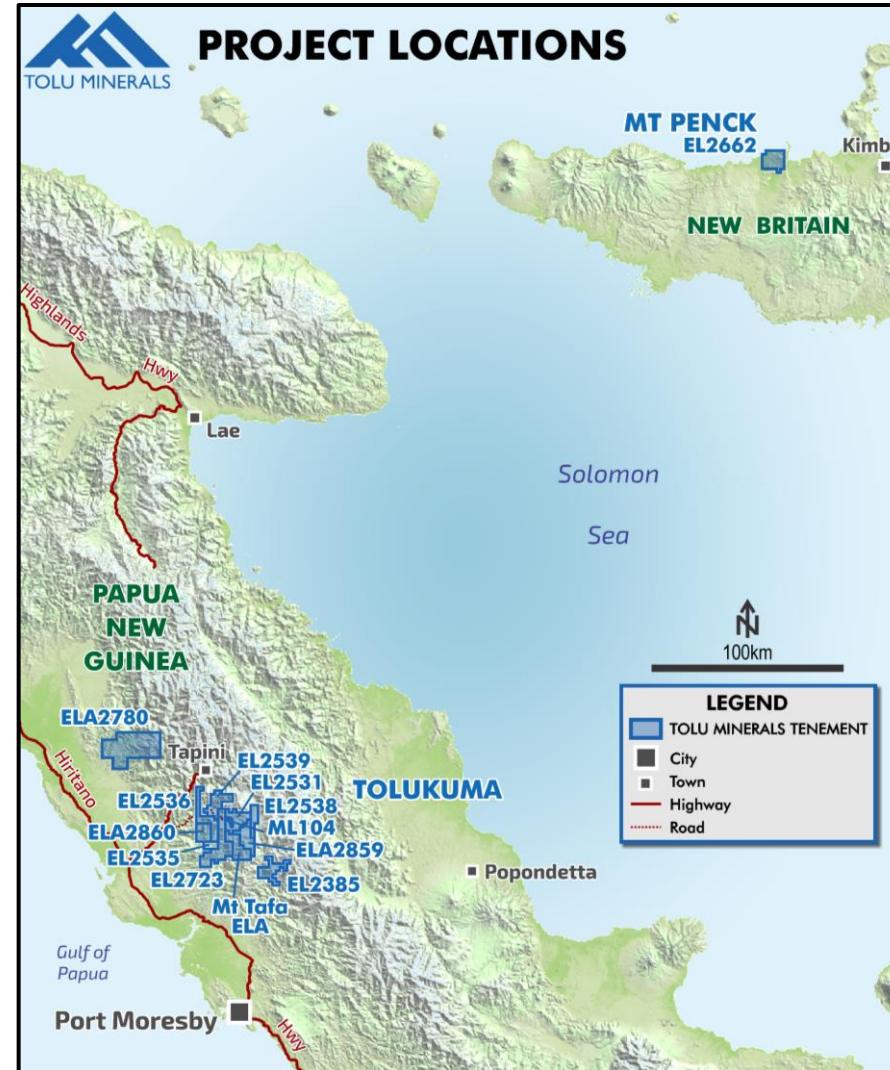 PROJECT LOCATIONS
TOLU MINERALS
MT PENCK
EL2662
Kimb
NEW BRITAIN
Highlands
Hwy
Lae
Solomon
Sea
PAPUA
NEW
GUINEA
N
100km
LEGEND
TOLU MINERALS TENEMENT
City
Town
Highway
Road
ELA2780
Tapini
Hiritano
EL2539
EL2531
TOLUKUMA
EL2536
EL2538
ELA2860
ML104
EL2535
ELA2859
EL2723
EL2385
Mt Tafa
ELA
Popondetta
Gulf of
Papua
Port Moresby
Hwy